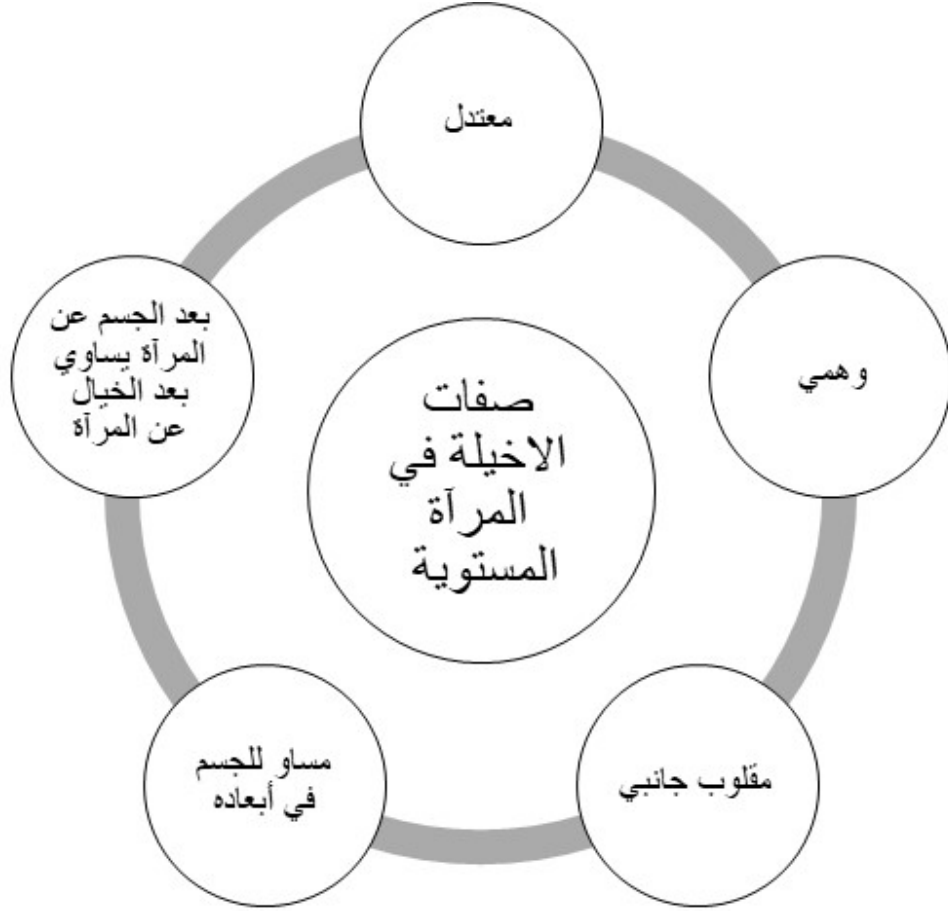 معتدل
وهمي
بعد الجسم عن
المرآة يساوي
بعد الخيال
عن المرآة
صفات
الاخيلة في
المرآة
المستوية
مقلوب جانبي
مساو للجسم
في أبعاده